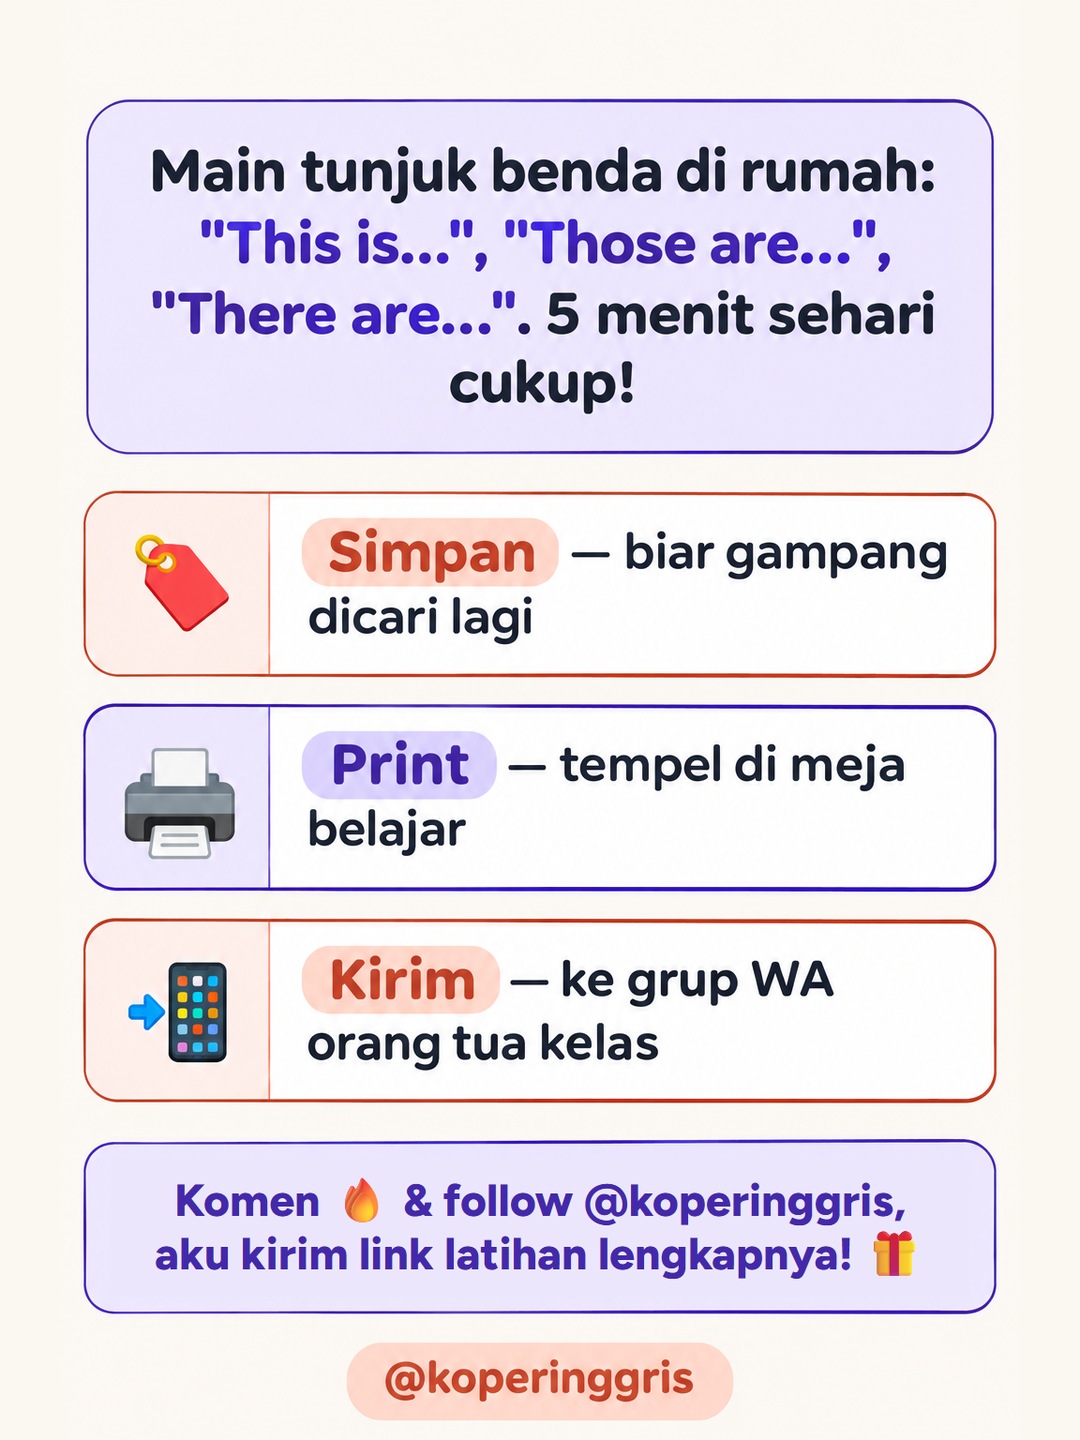 Main tunjuk benda di rumah:
"This is...", "Those are...",
"There are...". 5 menit sehari
cukup!
Simpan — biar gampang
dicari lagi
Print — tempel di meja
belajar
Kirim — ke grup WA
orang tua kelas
Komen 🔥 & follow @koperinggris,
aku kirim link latihan lengkapnya! 🎁
@koperinggris